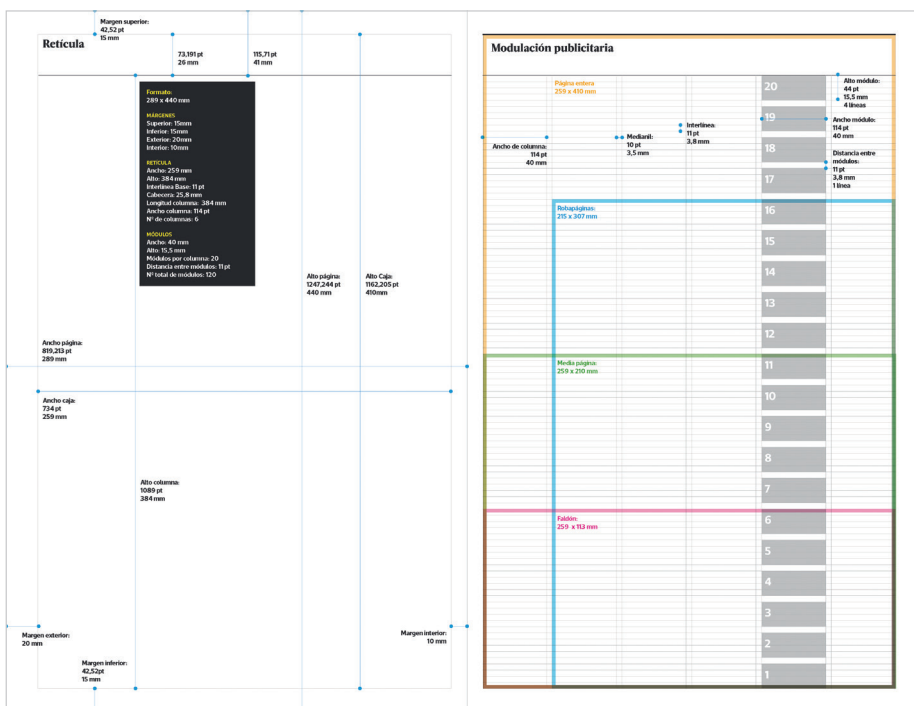 Margen superior:
42,52 pt
15 mm
Retícula
73,191 pt
26 mm
115,71 pt
41 mm
Formato:
289 x 440 mm
MÁRGENES
Superior: 15mm
Inferior: 15mm
Exterior: 20mm
Interior: 10mm
RETÍCULA
Ancho: 259 mm
Alto: 384 mm
Interlínea Base: 11 pt
Cabecera: 25,8 mm
Longitud columna: 384 mm
Ancho columna: 114 pt
Nº de columnas: 6
MÓDULOS
Ancho: 40 mm
Alto: 15,5 mm
Módulos por columna: 20
Distancia entre módulos: 11 pt
Nº total de módulos: 120
Alto página:
1247,244 pt
440 mm
Alto Caja:
1162,205 pt
410mm
Ancho página:
819,213 pt
289 mm
Ancho caja:
734 pt
259 mm
Alto columna:
1089 pt
384 mm
Margen exterior:
20 mm
Margen interior:
10 mm
Margen inferior:
42,52pt
15 mm
Modulación publicitaria
Página entera
259 x 410 mm
Ancho de columna:
114 pt
40 mm
Medianil:
10 pt
3,5 mm
Interlínea:
11 pt
3,8 mm
Alto módulo:
44 pt
15,5 mm
4 líneas
Ancho módulo:
114 pt
40 mm
Distancia entre
módulos:
11 pt
3,8 mm
1 línea
20
19
18
17
Robapáginas:
215 x 307 mm
16
15
14
13
12
Media página:
259 x 210 mm
11
10
9
8
7
Faldón:
259 x 113 mm
6
5
4
3
2
1